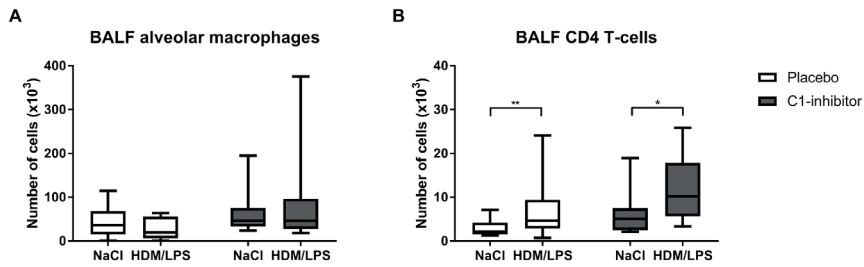 A
BALF alveolar macrophages
Number of cells (x10³)
400
300
200
100
0
NaCl HDM/LPS NaCl HDM/LPS
B
BALF CD4 T-cells
Number of cells (x10³)
40
30
20
10
0
** *
NaCl HDM/LPS NaCl HDM/LPS
Placebo
C1-inhibitor